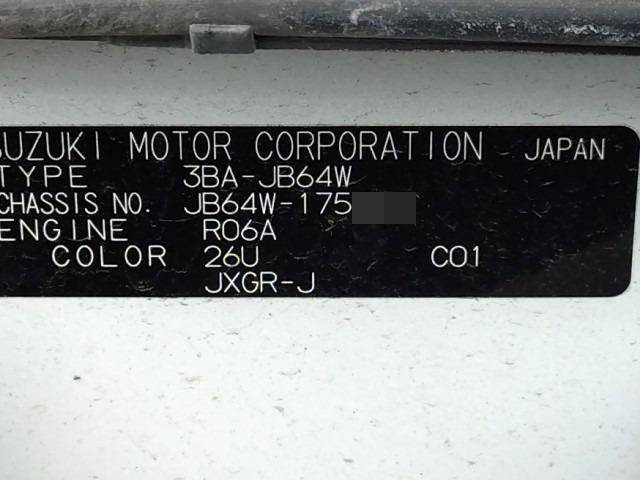 SUZUKI MOTOR CORPORATION JAPAN
TYPE 3BA-JB64W
CHASSIS NO. JB64W-175
ENGINE R06A
COLOR 26U C01
JXGR-J